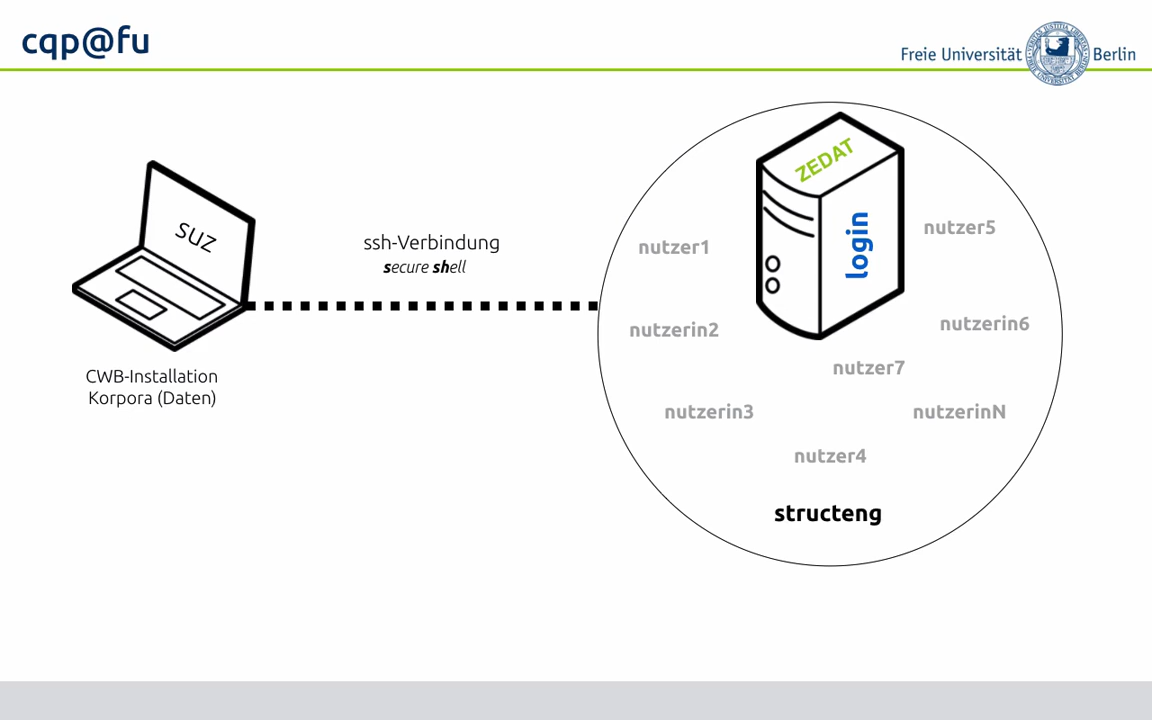 cqp@fu
Freie Universität Berlin
ZEDAT
login
suz
ssh-Verbindung
secure shell
CWB-Installation
Korpora (Daten)
nutzer1
nutzer5
nutzerin2
nutzerin6
nutzer7
nutzerin3
nutzerinN
nutzer4
structeng